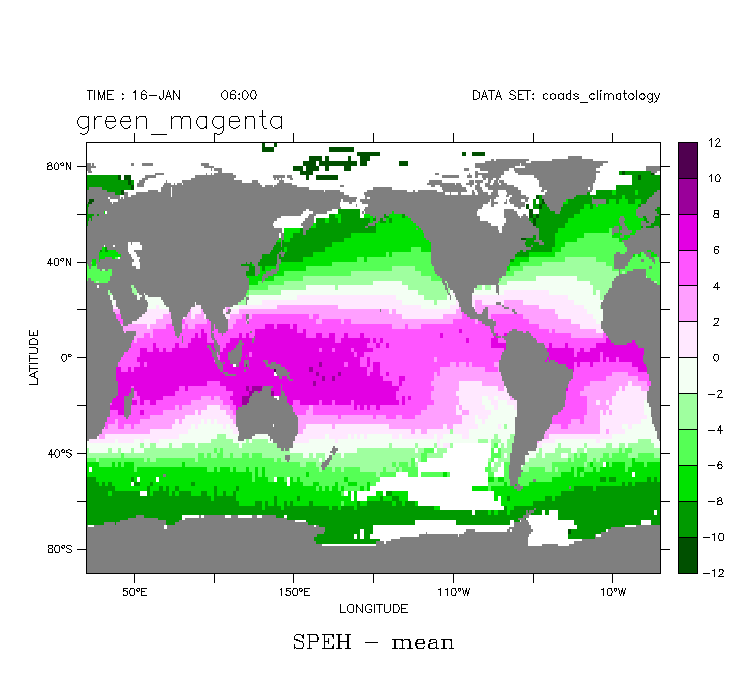 TIME : 16-JAN 06:00 DATA SET: coads_climatology
green_magenta
80°N
40°N
0°
40°S
80°S
LATITUDE
50°E 150°E 110°W 10°W
LONGITUDE
12
10
8
6
4
2
0
-2
-4
-6
-8
-10
-12
SPEH - mean